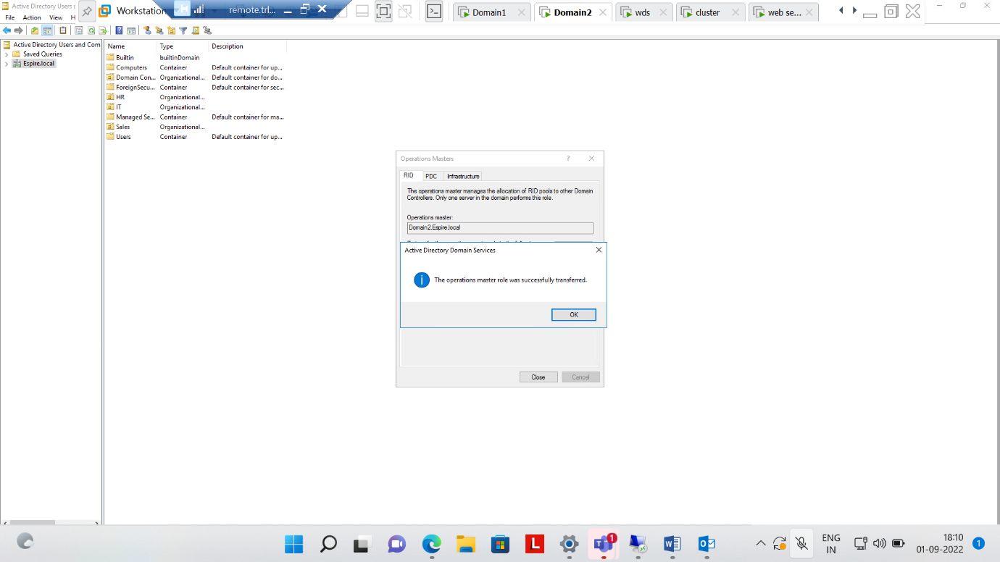 Active Directory Users a
Workstation
remote.trl...
Domain1
Domain2
wds
cluster
web se...
File Action View H
Active Directory Users and Com
Saved Queries
Espire.local
Name Type Description
Builtin builtinDomain
Computers Container Default container for up...
Domain Con... Organizational... Default container for do...
ForeignSecu... Container Default container for sec...
HR Organizational...
IT Organizational...
Managed Se... Container Default container for ma...
Sales Organizational...
Users Container Default container for up...
Operations Masters
RID PDC Infrastructure
The operations master manages the allocation of RID pools to other Domain
Controllers. Only one server in the domain performs this role.
Operations master:
Domain2.Espire.local
Active Directory Domain Services
The operations master role was successfully transferred.
OK
Close Cancel
L
1
ENG
IN
18:10
01-09-2022
1